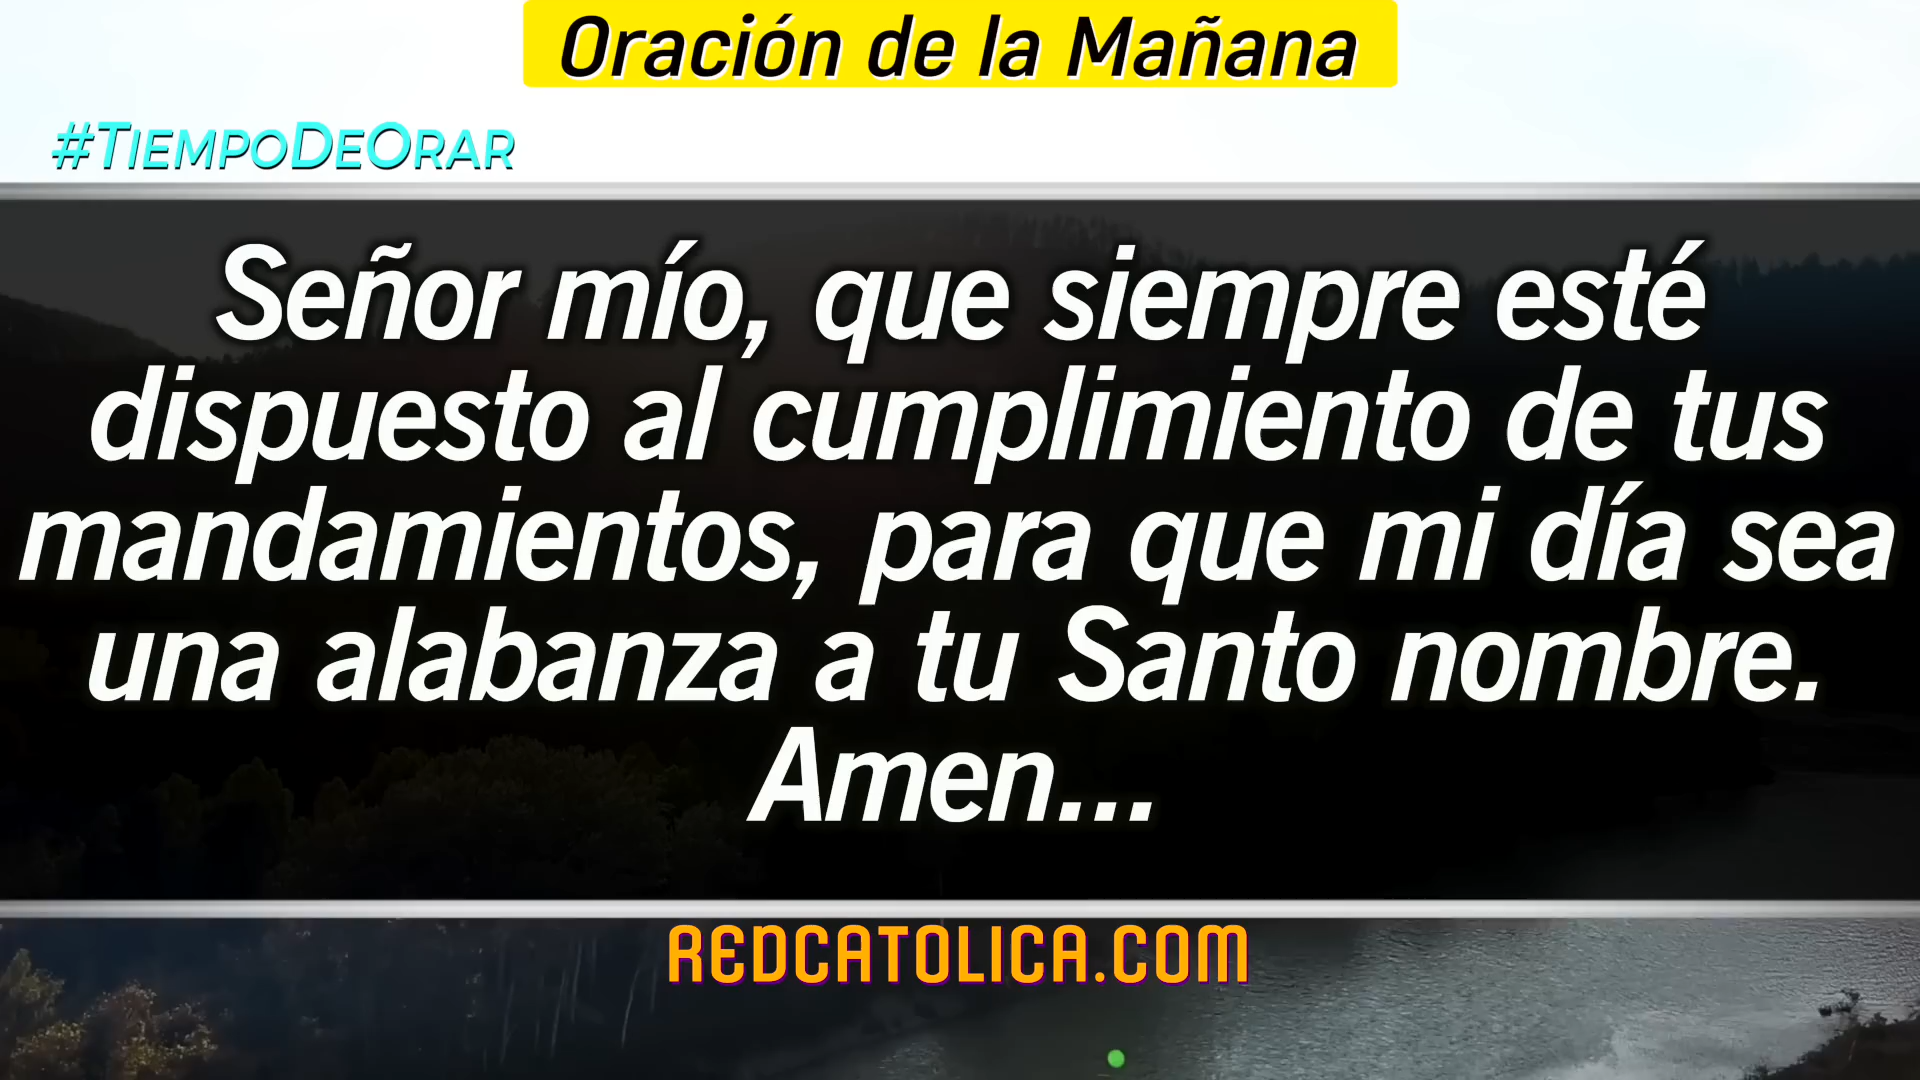 Oración de la Mañana
#TiempoDeOrar
Señor mío, que siempre esté
dispuesto al cumplimiento de tus
mandamientos, para que mi día sea
una alabanza a tu Santo nombre.
Amen...
REDCATOLICA.COM